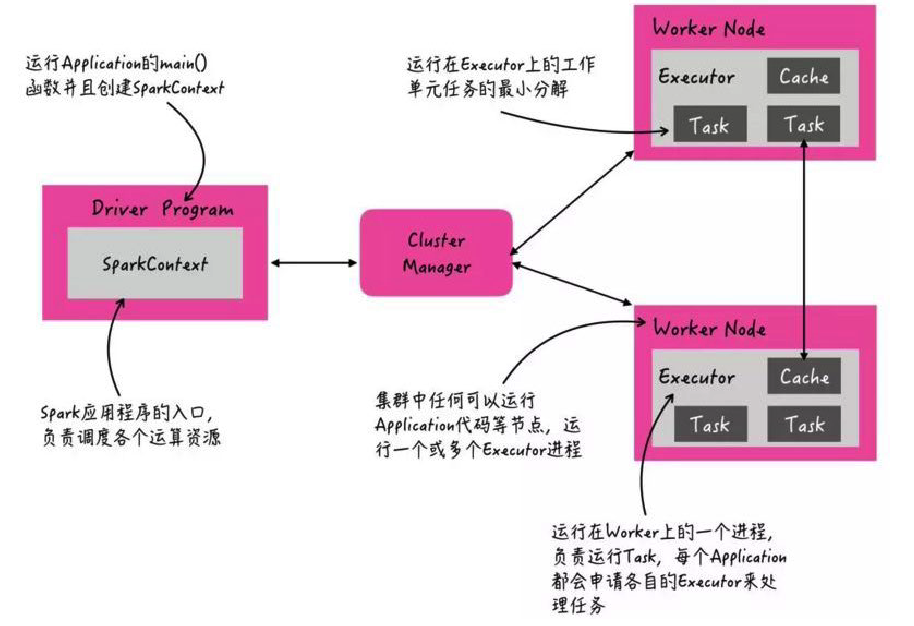 运行Application的main()
函数并且创建SparkContext
Driver Program
SparkContext
Spark应用程序的入口，
负责调度各个运算资源
Cluster
Manager
运行在Executor上的工作
单元任务的最小分解
Worker Node
Executor
Cache
Task
Task
集群中任何可以运行
Application代码等节点，运
行一个或多个Executor进程
Worker Node
Executor
Cache
Task
Task
运行在Worker上的一个进程，
负责运行Task，每个Application
都会申请各自的Executor来处
理任务